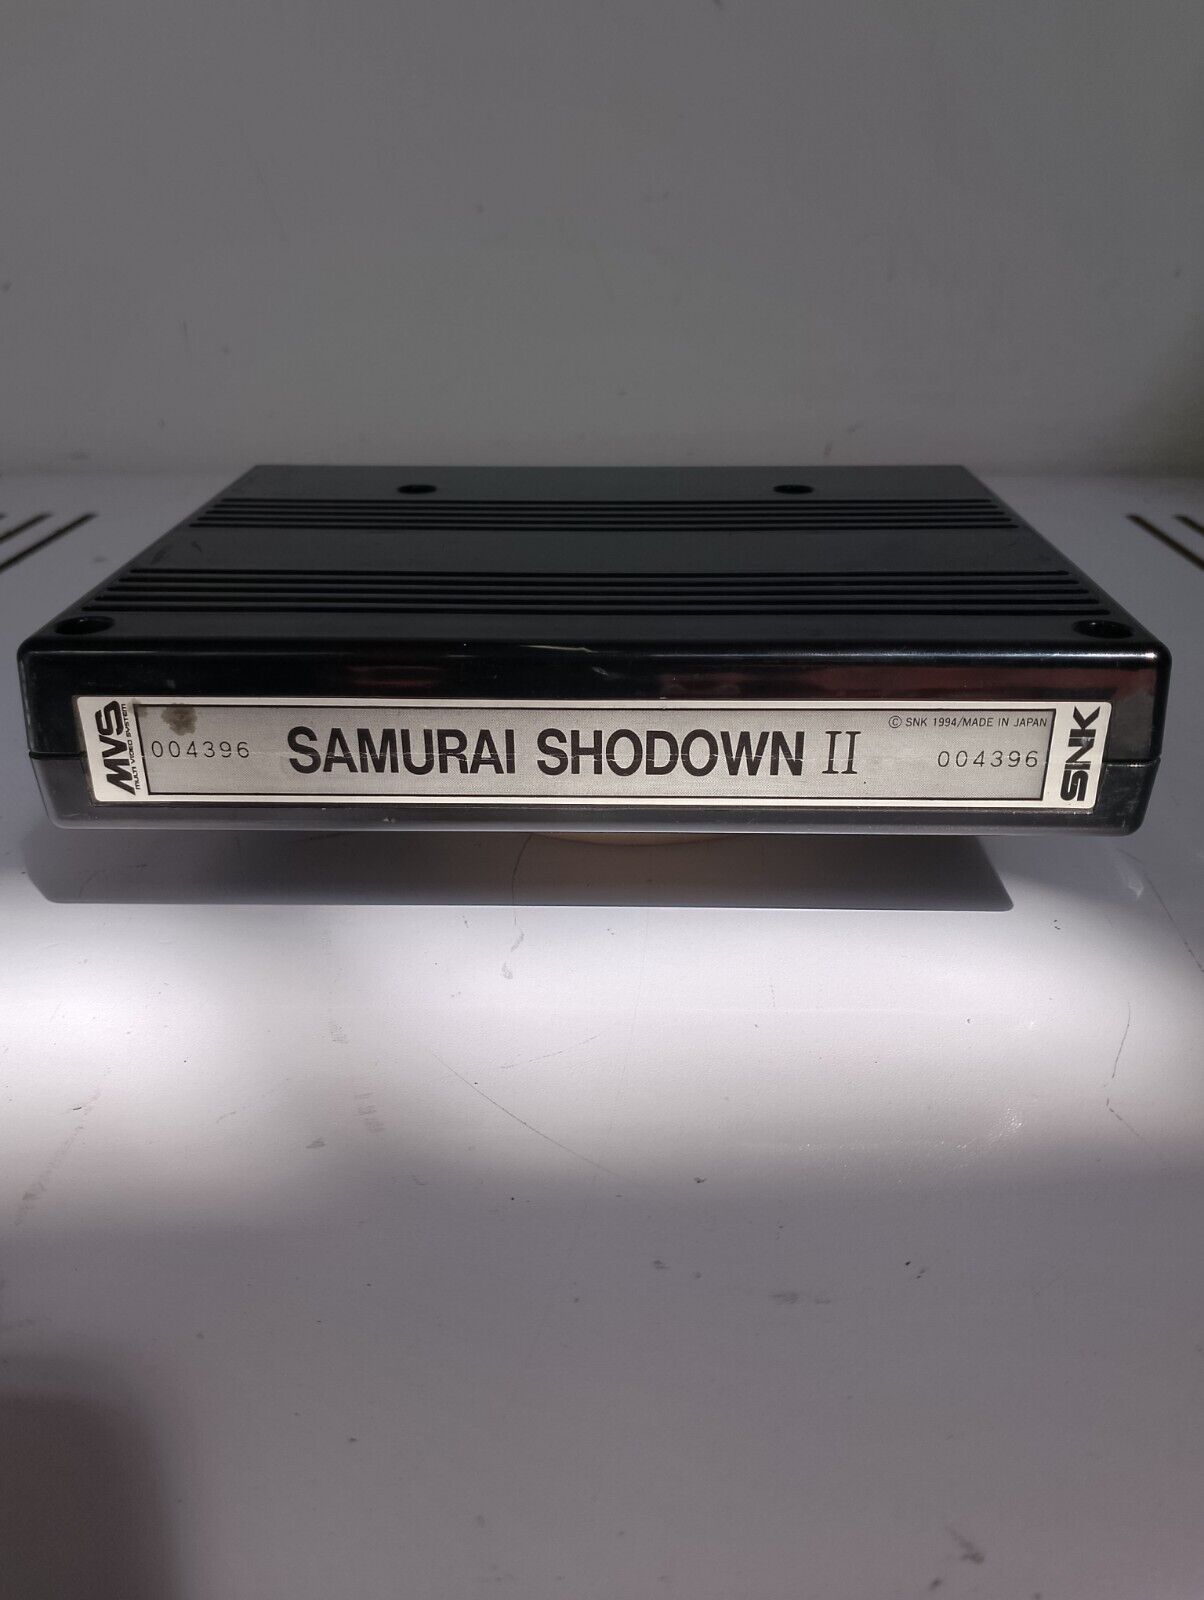 MVS
MULTI VIDEO SYSTEM
004396
SAMURAI SHODOWN II
© SNK 1994/MADE IN JAPAN
004396
SNK